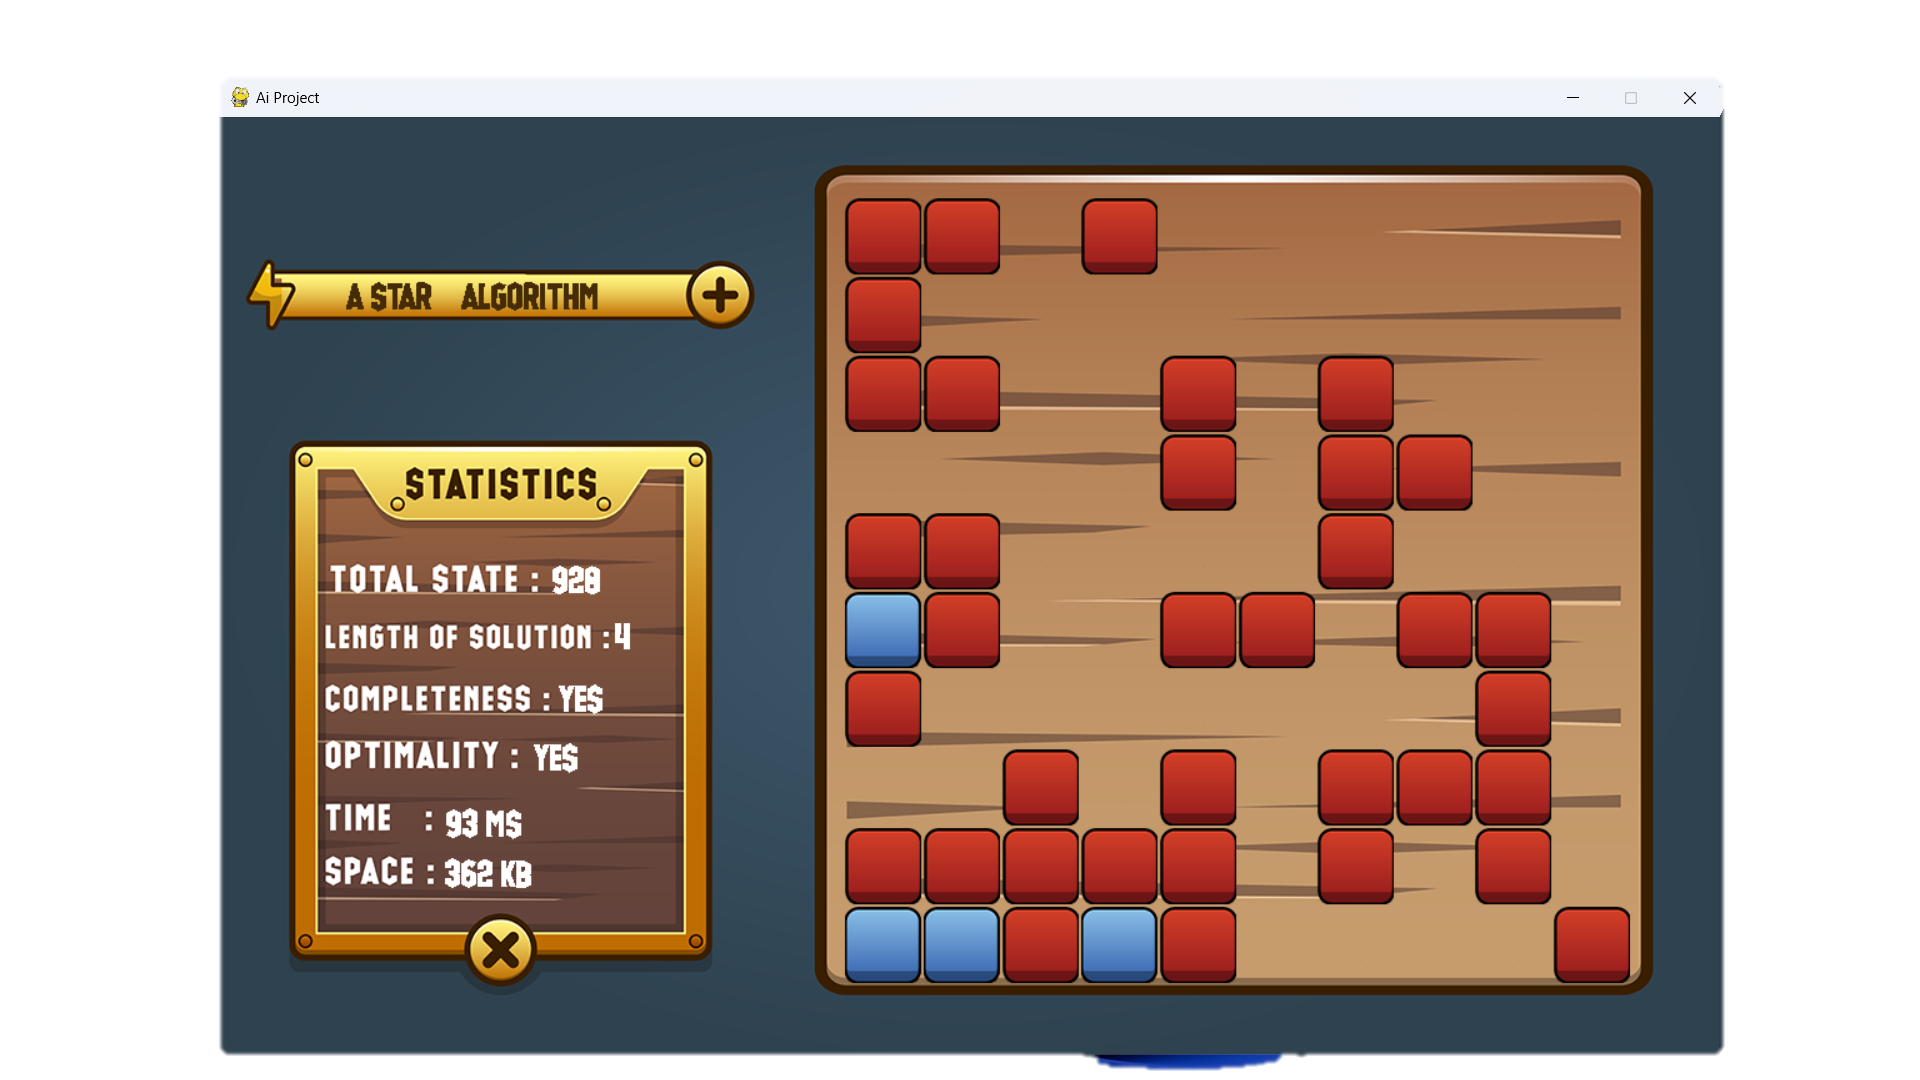 Ai Project
A STAR ALGORITHM
STATISTICS
TOTAL STATE : 928
LENGTH OF SOLUTION :4
COMPLETENESS : YES
OPTIMALITY : YES
TIME : 93 MS
SPACE : 362 KB